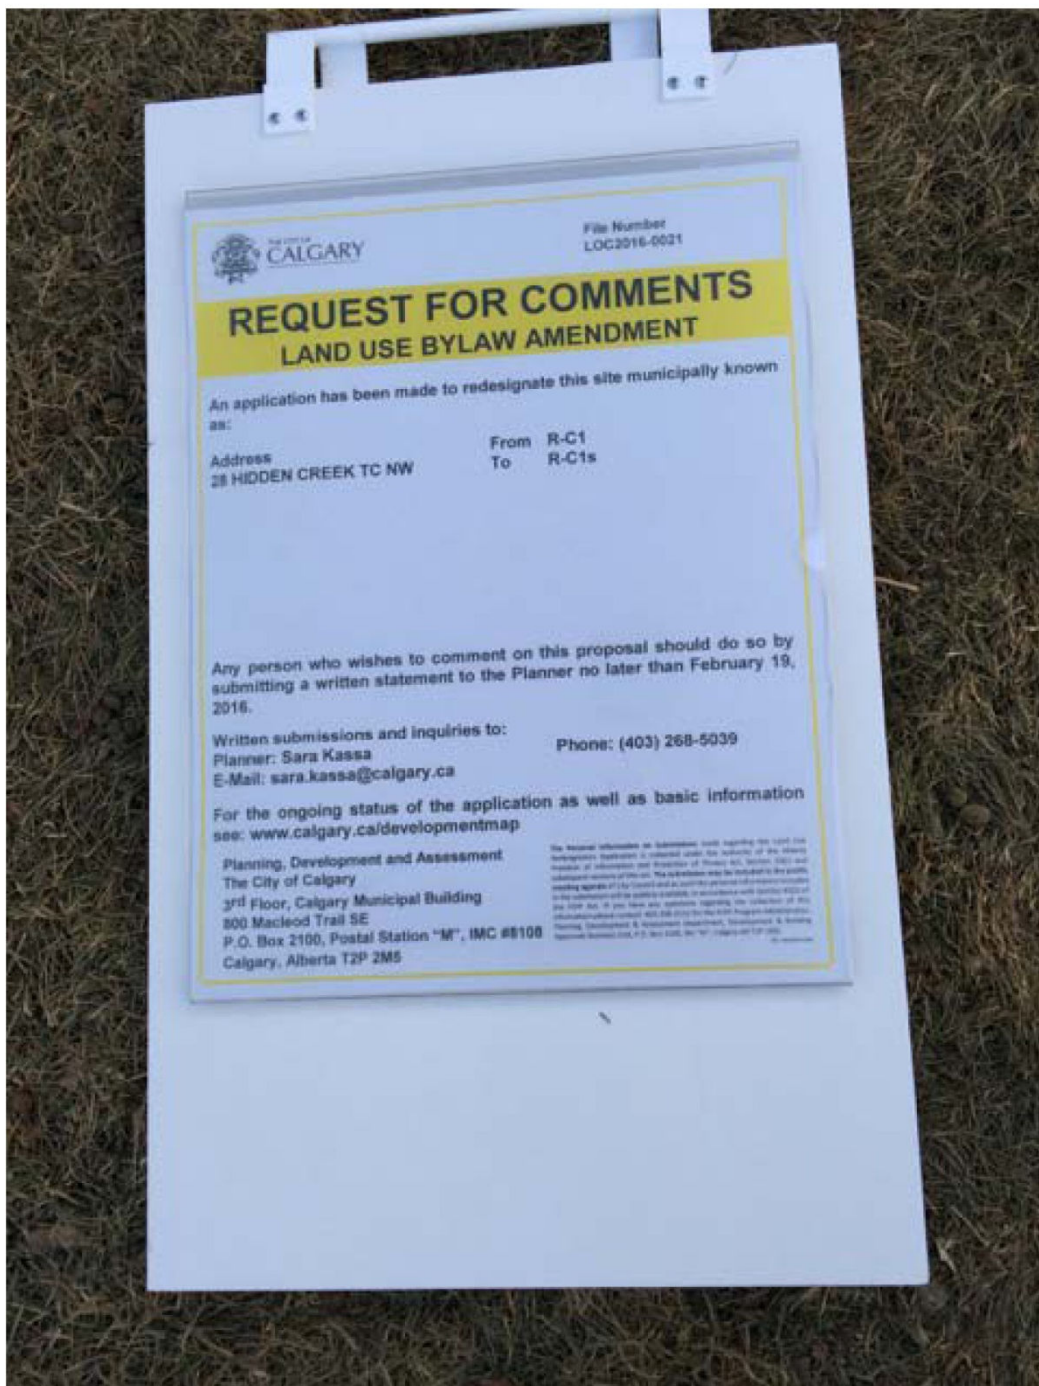 THE CITY OF
CALGARY
File Number
LOC2016-0021
REQUEST FOR COMMENTS
LAND USE BYLAW AMENDMENT
An application has been made to redesignate this site municipally known
as:
Address
28 HIDDEN CREEK TC NW
From R-C1
To R-C1s
Any person who wishes to comment on this proposal should do so by
submitting a written statement to the Planner no later than February 19,
2016.
Written submissions and inquiries to:
Planner: Sara Kassa
E-Mail: sara.kassa@calgary.ca
Phone: (403) 268-5039
For the ongoing status of the application as well as basic information
see: www.calgary.ca/developmentmap
Planning, Development and Assessment
The City of Calgary
3rd Floor, Calgary Municipal Building
800 Macleod Trail SE
P.O. Box 2100, Postal Station "M", IMC #8108
Calgary, Alberta T2P 2M5